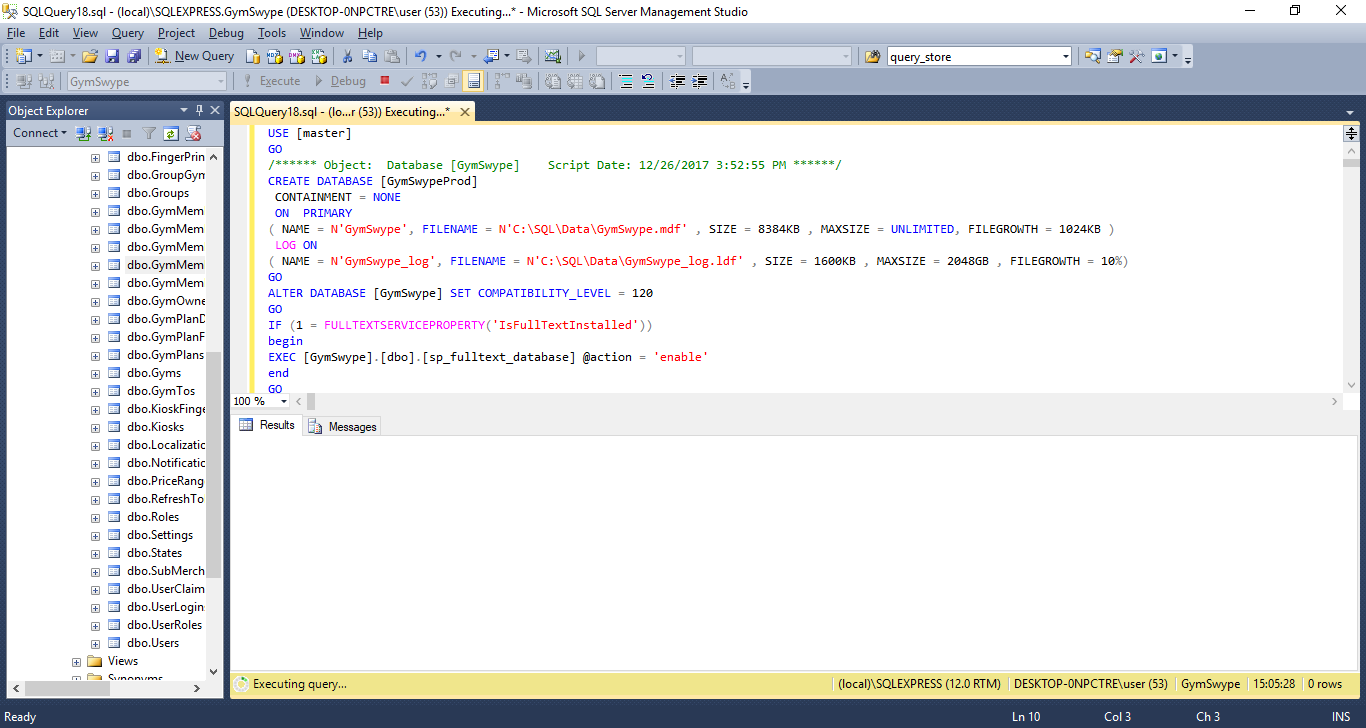 SQLQuery18.sql - (local)\SQLEXPRESS.GymSwype (DESKTOP-0NPCTRE\user (53)) Executing...* - Microsoft SQL Server Management Studio
File Edit View Query Project Debug Tools Window Help
New Query query_store
GymSwype Execute Debug
Object Explorer
Connect
dbo.FingerPrin
dbo.GroupGym
dbo.Groups
dbo.GymMem
dbo.GymMem
dbo.GymMem
dbo.GymMem
dbo.GymMem
dbo.GymOwne
dbo.GymPlanD
dbo.GymPlanF
dbo.GymPlans
dbo.Gyms
dbo.GymTos
dbo.KioskFinge
dbo.Kiosks
dbo.Localizatic
dbo.Notificatic
dbo.PriceRang
dbo.RefreshTo
dbo.Roles
dbo.Settings
dbo.States
dbo.SubMerch
dbo.UserClaim
dbo.UserLogin
dbo.UserRoles
dbo.Users
Views
Synonyms
SQLQuery18.sql - (lo...r (53)) Executing...*
USE [master]
GO
/****** Object:  Database [GymSwype]    Script Date: 12/26/2017 3:52:55 PM ******/
CREATE DATABASE [GymSwypeProd]
CONTAINMENT = NONE
ON  PRIMARY
( NAME = N'GymSwype', FILENAME = N'C:\SQL\Data\GymSwype.mdf' , SIZE = 8384KB , MAXSIZE = UNLIMITED, FILEGROWTH = 1024KB )
LOG ON
( NAME = N'GymSwype_log', FILENAME = N'C:\SQL\Data\GymSwype_log.ldf' , SIZE = 1600KB , MAXSIZE = 2048GB , FILEGROWTH = 10%)
GO
ALTER DATABASE [GymSwype] SET COMPATIBILITY_LEVEL = 120
GO
IF (1 = FULLTEXTSERVICEPROPERTY('IsFullTextInstalled'))
begin
EXEC [GymSwype].[dbo].[sp_fulltext_database] @action = 'enable'
end
GO
100 %
Results Messages
Executing query... (local)\SQLEXPRESS (12.0 RTM) DESKTOP-0NPCTRE\user (53) GymSwype 15:05:28 0 rows
Ready Ln 10 Col 3 Ch 3 INS